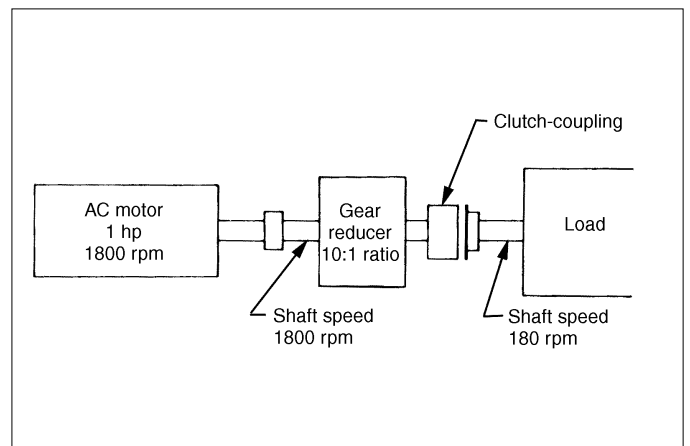 Clutch-coupling
AC motor
1 hp
1800 rpm
Gear
reducer
10:1 ratio
Load
Shaft speed
1800 rpm
Shaft speed
180 rpm